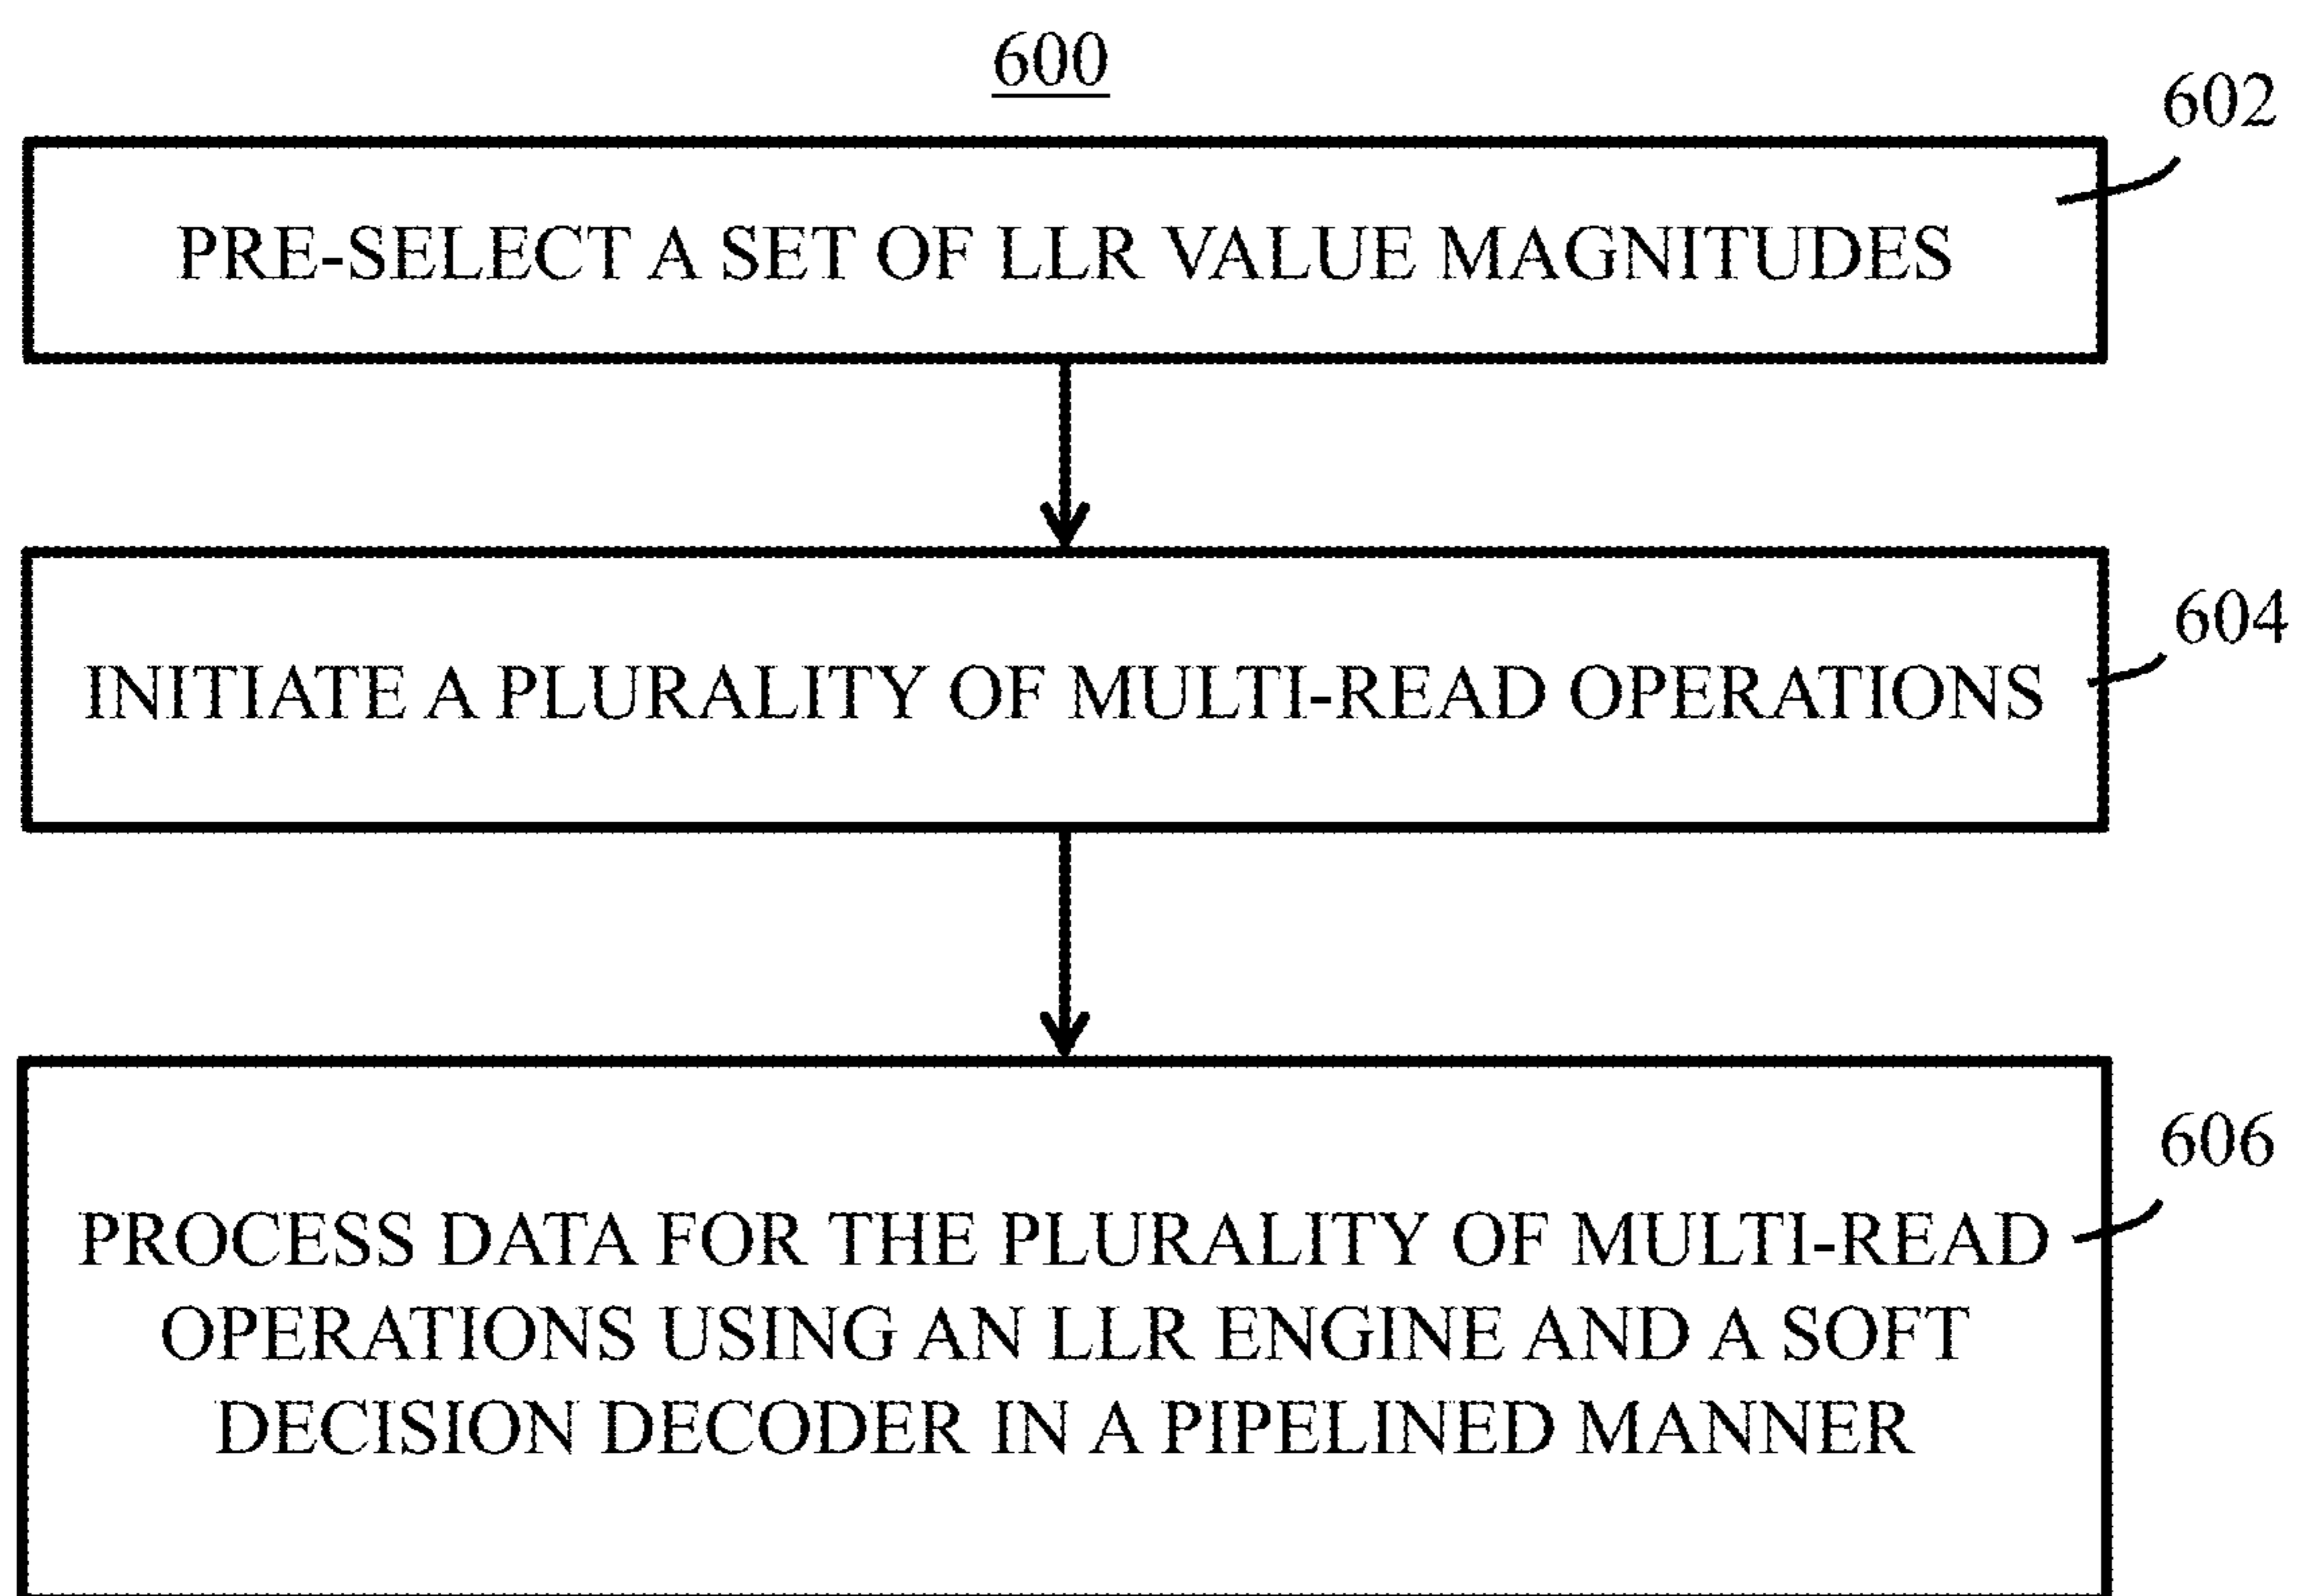 600
602
PRE-SELECT A SET OF LLR VALUE MAGNITUDES
604
INITIATE A PLURALITY OF MULTI-READ OPERATIONS
606
PROCESS DATA FOR THE PLURALITY OF MULTI-READ
OPERATIONS USING AN LLR ENGINE AND A SOFT
DECISION DECODER IN A PIPELINED MANNER